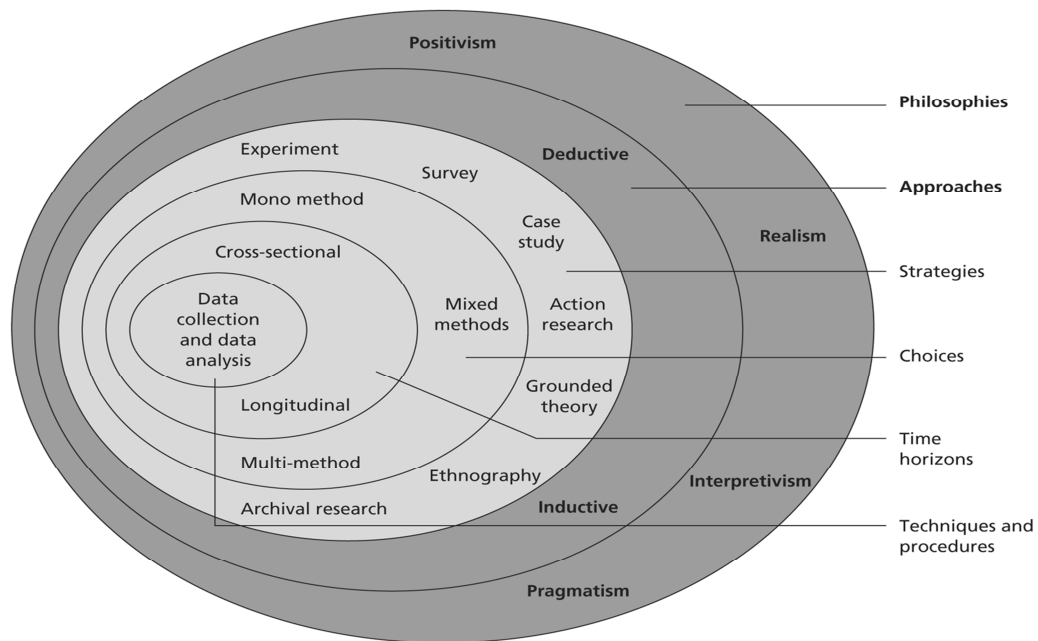 Positivism
Philosophies
Experiment
Deductive
Survey
Approaches
Mono method
Case
study
Realism
Cross-sectional
Strategies
Data
collection
and data
analysis
Mixed
methods
Action
research
Choices
Grounded
theory
Longitudinal
Time
horizons
Multi-method
Ethnography
Interpretivism
Archival research
Inductive
Techniques and
procedures
Pragmatism